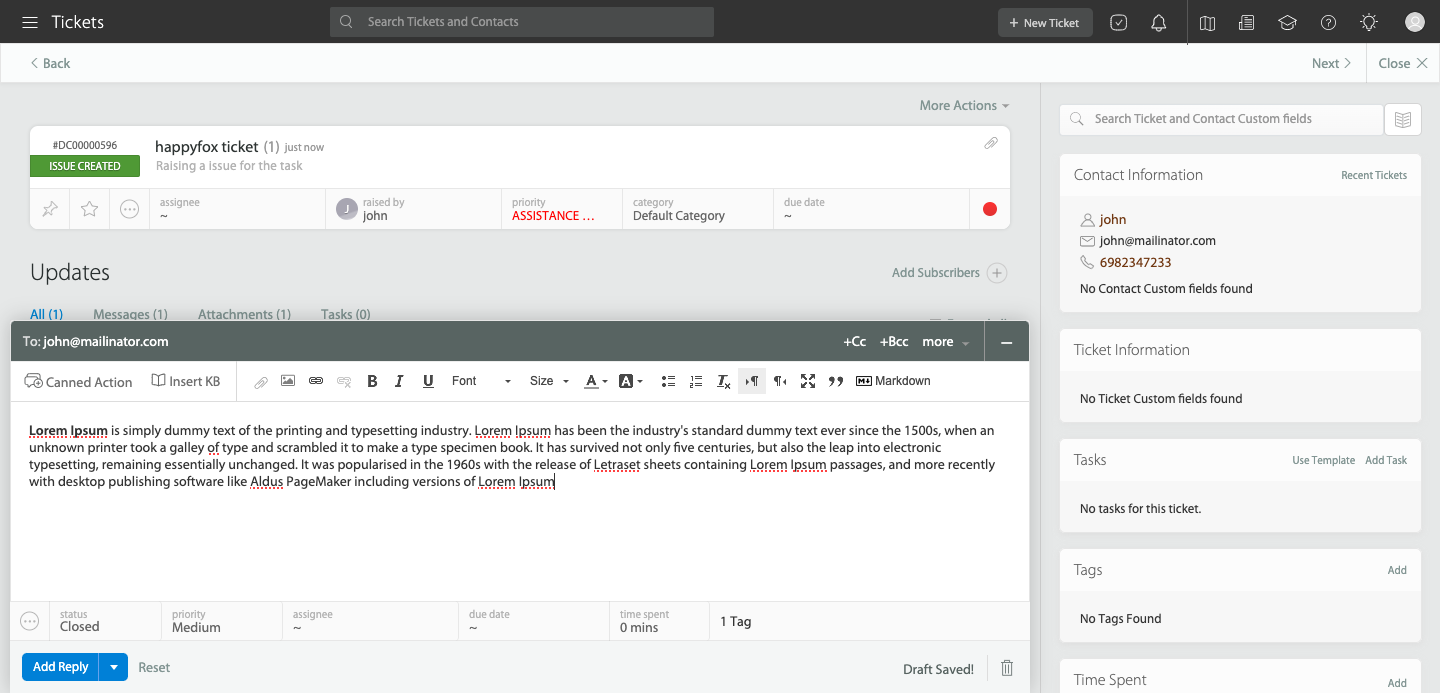 Tickets
Search Tickets and Contacts
+ New Ticket
Back
Next
Close
More Actions
#DC00000596
ISSUE CREATED
happyfox ticket (1) just now
Raising a issue for the task
assignee
~
J
raised by
john
priority
ASSISTANCE ...
category
Default Category
due date
~
Updates
Add Subscribers
All (1)
Messages (1)
Attachments (1)
Tasks (0)
To: john@mailinator.com
+Cc
+Bcc
more
Canned Action
Insert KB
B
I
U
Font
Size
A
A
Markdown
Lorem Ipsum is simply dummy text of the printing and typesetting industry. Lorem Ipsum has been the industry's standard dummy text ever since the 1500s, when an
unknown printer took a galley of type and scrambled it to make a type specimen book. It has survived not only five centuries, but also the leap into electronic
typesetting, remaining essentially unchanged. It was popularised in the 1960s with the release of Letraset sheets containing Lorem Ipsum passages, and more recently
with desktop publishing software like Aldus PageMaker including versions of Lorem Ipsum
status
Closed
priority
Medium
assignee
~
due date
~
time spent
0 mins
1 Tag
Add Reply
Reset
Draft Saved!
Search Ticket and Contact Custom fields
Contact Information
Recent Tickets
john
john@mailinator.com
6982347233
No Contact Custom fields found
Ticket Information
No Ticket Custom fields found
Tasks
Use Template
Add Task
No tasks for this ticket.
Tags
Add
No Tags Found
Time Spent
Add